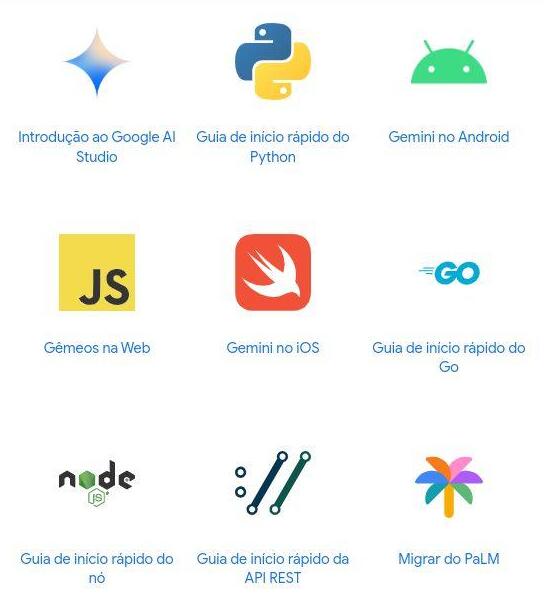 Introdução ao Google AI
Studio
Guia de início rápido do
Python
Gemini no Android
JS
Gêmeos na Web
Gemini no iOS
GO
Guia de início rápido do
Go
node
JS
Guia de início rápido do
nó
Guia de início rápido da
API REST
Migrar do PaLM